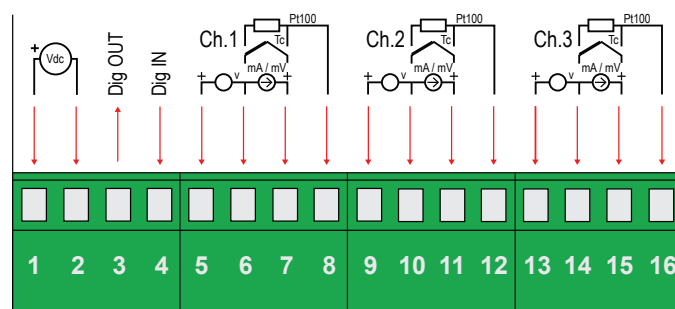 + Vdc
Dig OUT
Dig IN
Ch.1 Pt100
Tc
mA / mV
+ v +
Ch.2 Pt100
Tc
mA / mV
+ v +
Ch.3 Pt100
Tc
mA / mV
+ v +
1 2 3 4 5 6 7 8 9 10 11 12 13 14 15 16